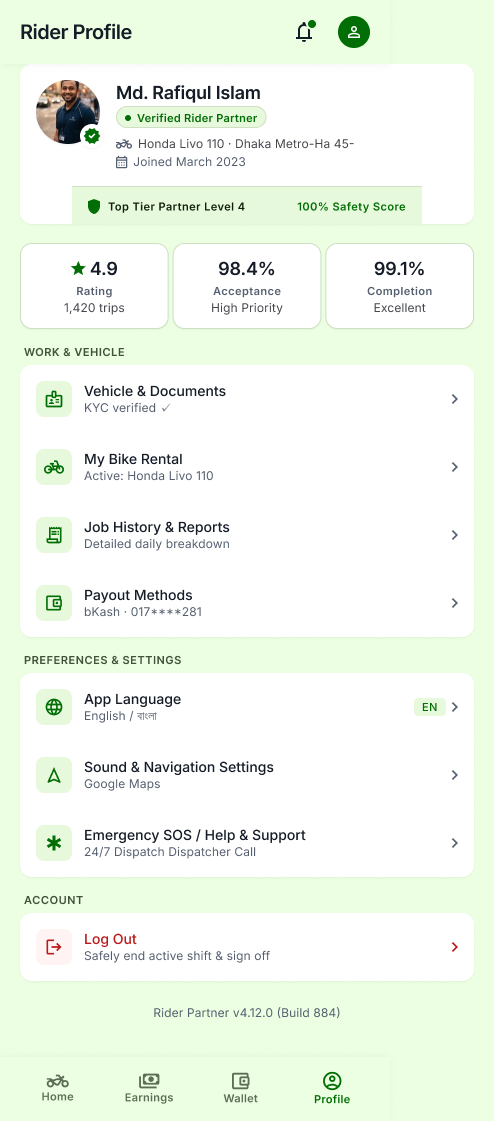 Rider Profile
Md. Rafiqul Islam
Verified Rider Partner
Honda Livo 110 · Dhaka Metro-Ha 45-
Joined March 2023
Top Tier Partner Level 4 100% Safety Score
4.9 98.4% 99.1%
Rating Acceptance Completion
1,420 trips High Priority Excellent
WORK & VEHICLE
Vehicle & Documents
KYC verified ✓
My Bike Rental
Active: Honda Livo 110
Job History & Reports
Detailed daily breakdown
Payout Methods
bKash · 017****281
PREFERENCES & SETTINGS
App Language
English / বাংলা
EN
Sound & Navigation Settings
Google Maps
Emergency SOS / Help & Support
24/7 Dispatch Dispatcher Call
ACCOUNT
Log Out
Safely end active shift & sign off
Rider Partner v4.12.0 (Build 884)
Home Earnings Wallet Profile